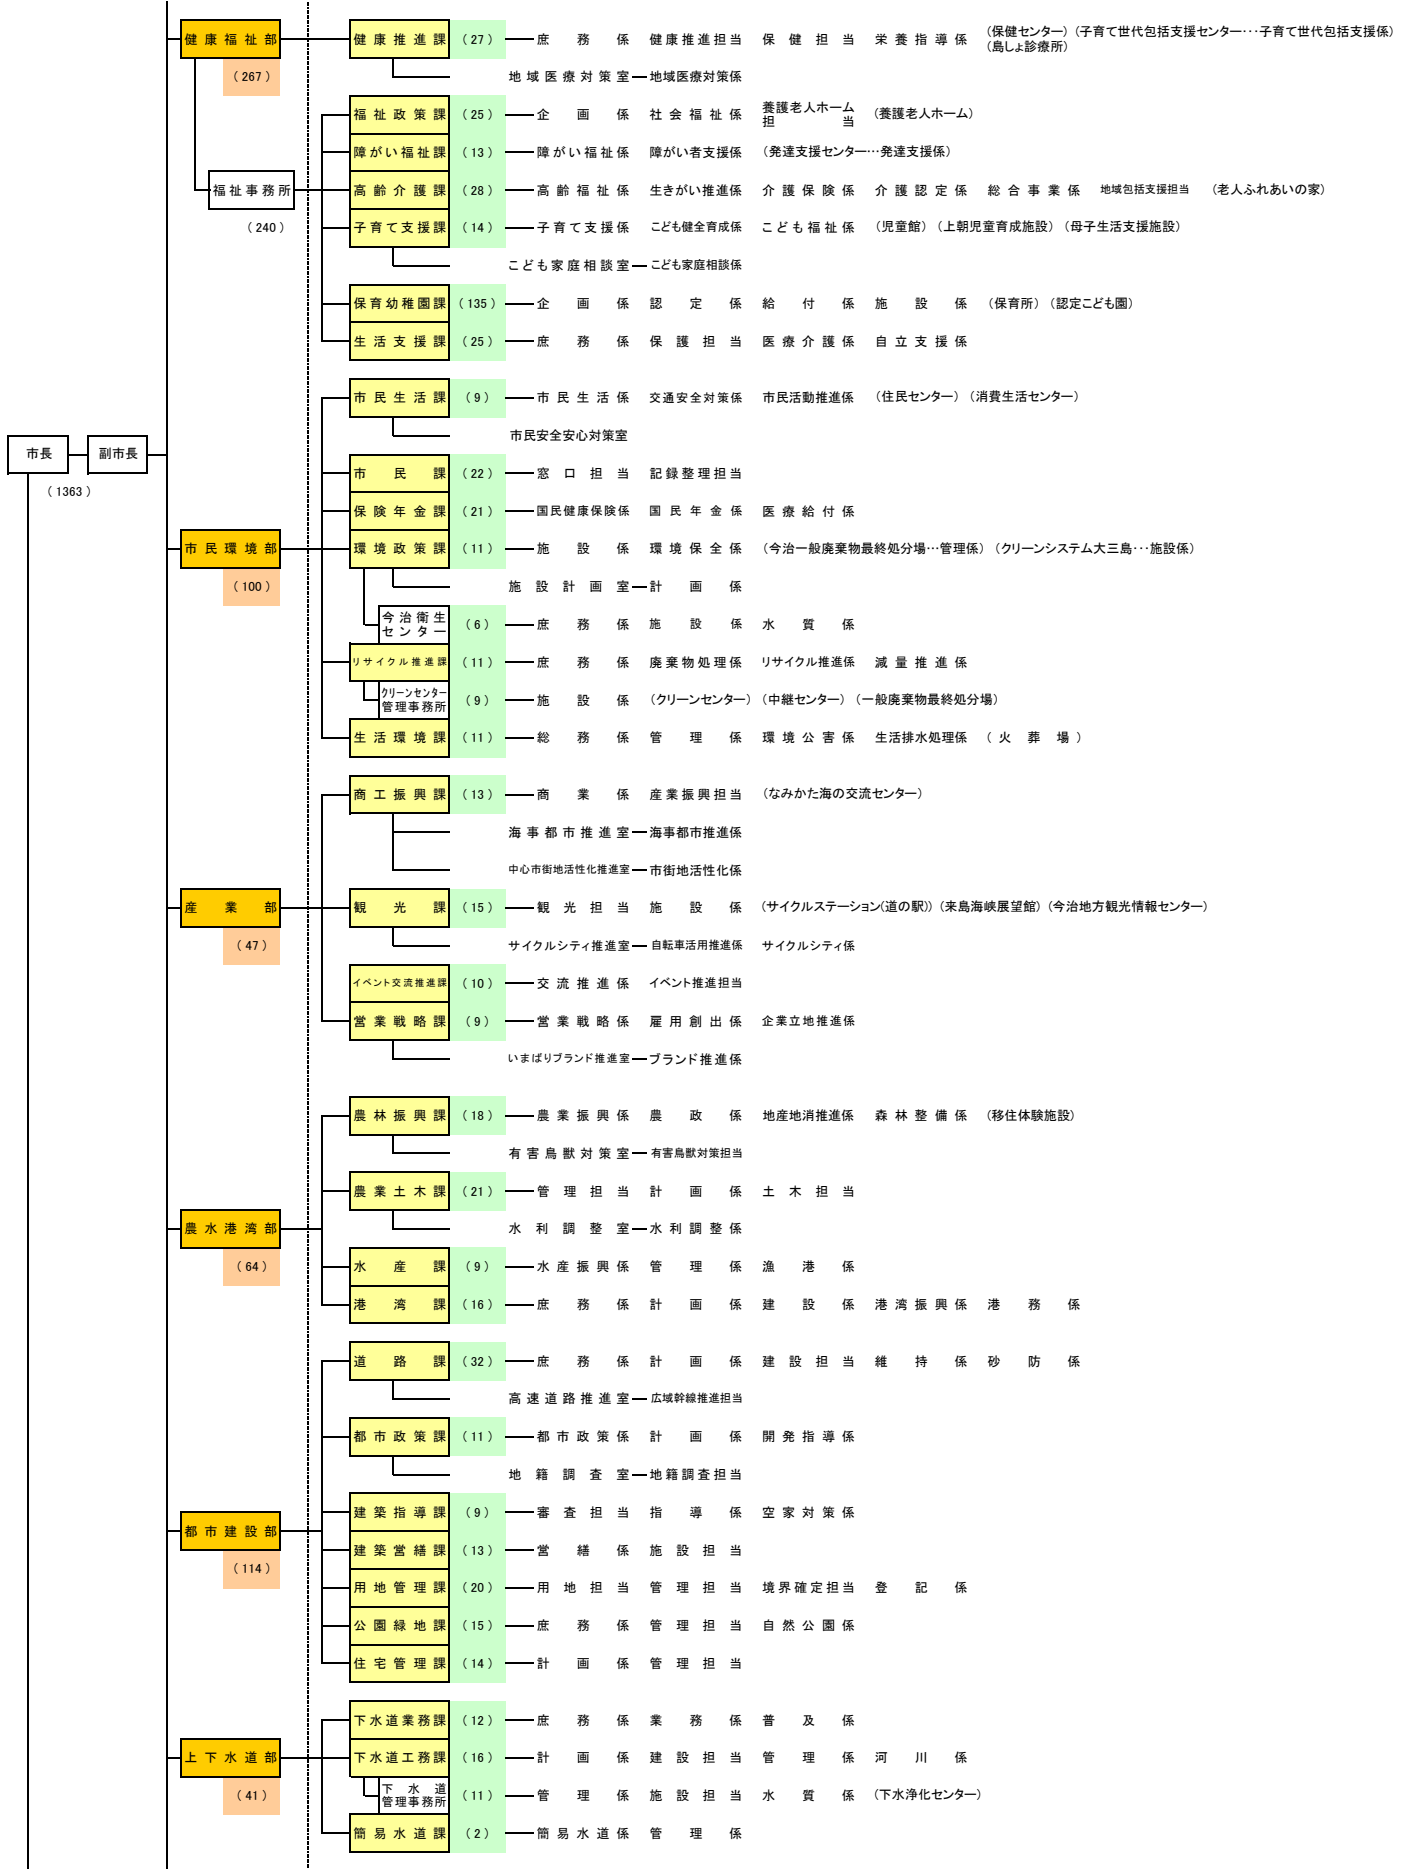 健康福祉部 健康推進課 （27） 庶務係 健康推進担当 保健担当 栄養指導係 （保健センター）（子育て世代包括支援センター･･･子育て世代包括支援係）
（島しょ診療所）
（267） 地域医療対策室 地域医療対策係
福祉政策課 （25） 企画係 社会福祉係 養護老人ホーム担当 （養護老人ホーム）
障がい福祉課 （13） 障がい福祉係 障がい者支援係 （発達支援センター…発達支援係）
福祉事務所 高齢介護課 （28） 高齢福祉係 生きがい推進係 介護保険係 介護認定係 総合事業係 地域包括支援担当 （老人ふれあいの家）
（240） 子育て支援課 （14） 子育て支援係 こども健全育成係 こども福祉係 （児童館）（上朝児童育成施設）（母子生活支援施設）
こども家庭相談室 こども家庭相談係
保育幼稚園課 （135） 企画係 認定係 給付係 施設係 （保育所）（認定こども園）
生活支援課 （25） 庶務係 保護担当 医療介護係 自立支援係
市民生活課 （9） 市民生活係 交通安全対策係 市民活動推進係 （住民センター）（消費生活センター）
市民安全安心対策室
市長 副市長
市民課 （22） 窓口担当 記録整理担当
（1363）
保険年金課 （21） 国民健康保険係 国民年金係 医療給付係
市民環境部 環境政策課 （11） 施設係 環境保全係 （今治一般廃棄物最終処分場…管理係）（クリーンシステム大三島･･･施設係）
（100） 施設計画室 計画係
今治衛生センター （6） 庶務係 施設係 水質係
リサイクル推進課 （11） 庶務係 廃棄物処理係 リサイクル推進係 減量推進係
クリーンセンター管理事務所 （9） 施設係 （クリーンセンター）（中継センター）（一般廃棄物最終処分場）
生活環境課 （11） 総務係 管理係 環境公害係 生活排水処理係 （火葬場）
商工振興課 （13） 商業係 産業振興担当 （なみかた海の交流センター）
海事都市推進室 海事都市推進係
中心市街地活性化推進室 市街地活性化係
産業部 観光課 （15） 観光担当 施設係 （サイクルステーション(道の駅)）（来島海峡展望館）（今治地方観光情報センター）
（47） サイクルシティ推進室 自転車活用推進係 サイクルシティ係
イベント交流推進課 （10） 交流推進係 イベント推進担当
営業戦略課 （9） 営業戦略係 雇用創出係 企業立地推進係
いまばりブランド推進室 ブランド推進係
農林振興課 （18） 農業振興係 農政係 地産地消推進係 森林整備係 （移住体験施設）
有害鳥獣対策室 有害鳥獣対策担当
農業土木課 （21） 管理担当 計画係 土木担当
農水港湾部 水利調整室 水利調整係
（64） 水産課 （9） 水産振興係 管理係 漁港係
港湾課 （16） 庶務係 計画係 建設係 港湾振興係 港務係
道路課 （32） 庶務係 計画係 建設担当 維持係 砂防係
高速道路推進室 広域幹線推進担当
都市政策課 （11） 都市政策係 計画係 開発指導係
地籍調査室 地籍調査担当
都市建設部 建築指導課 （9） 審査担当 指導係 空家対策係
（114） 建築営繕課 （13） 営繕係 施設担当
用地管理課 （20） 用地担当 管理担当 境界確定担当 登記係
公園緑地課 （15） 庶務係 管理担当 自然公園係
住宅管理課 （14） 計画係 管理担当
下水道業務課 （12） 庶務係 業務係 普及係
上下水道部 下水道工務課 （16） 計画係 建設担当 管理係 河川係
（41） 下水道管理事務所 （11） 管理係 施設担当 水質係 （下水浄化センター）
簡易水道課 （2） 簡易水道係 管理係